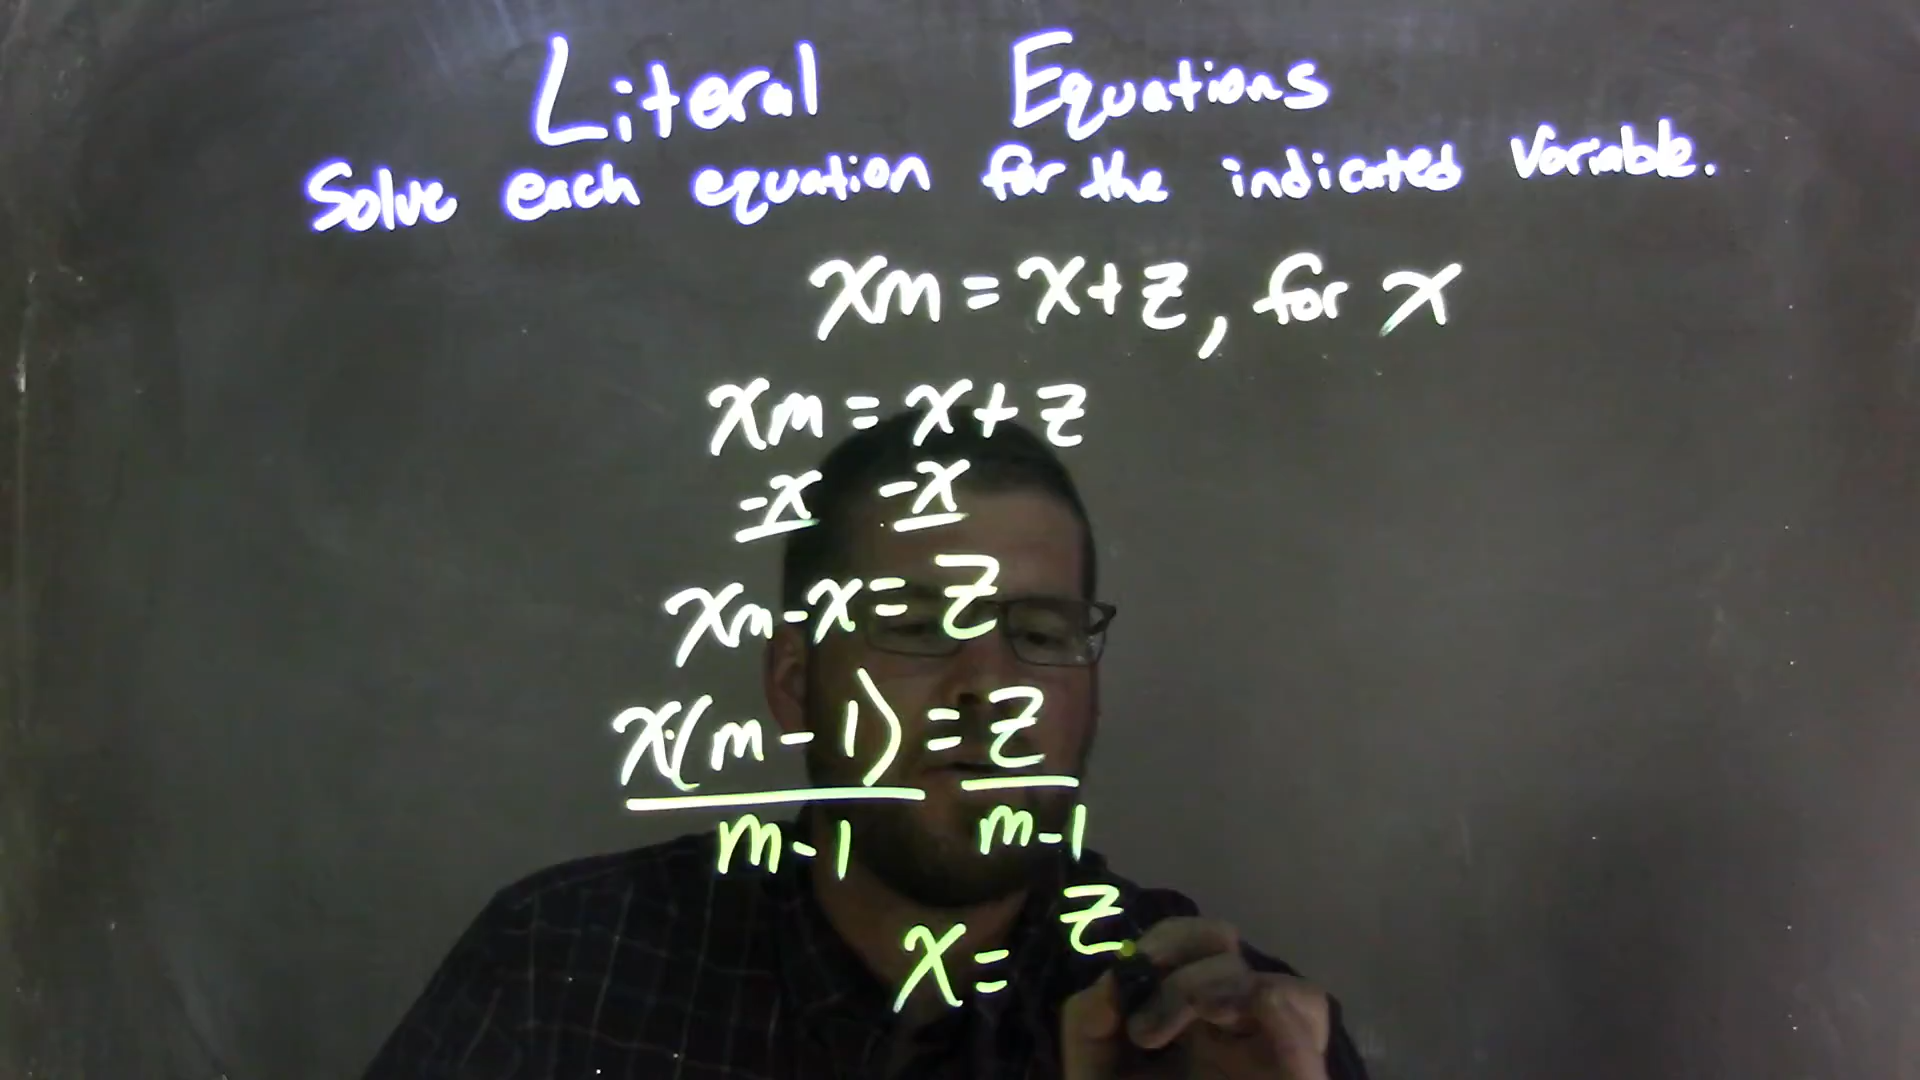 Literal Equations
Solve each equation for the indicated variable.
xm = x + z, for x
xm = x + z
-x -x
xm - x = z
x·(m - 1) = z
m - 1 m - 1
x = z